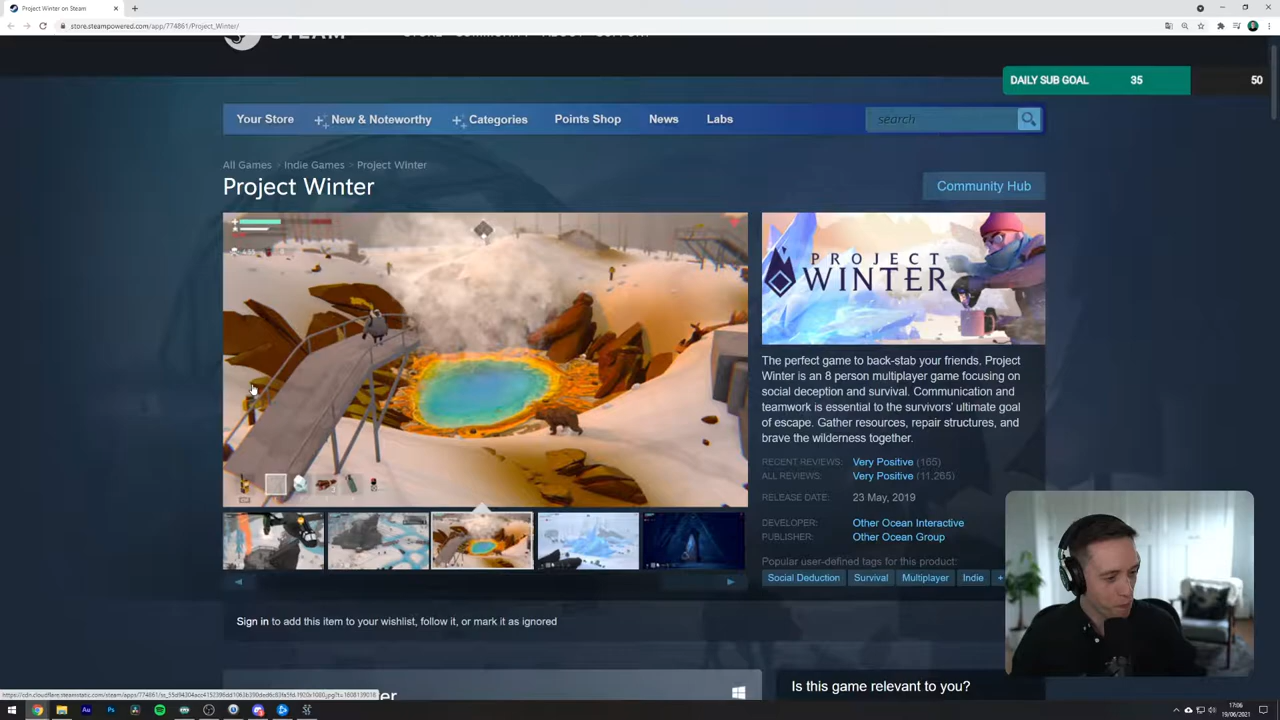 Project Winter on Steam
store.steampowered.com/app/774861/Project_Winter/
DAILY SUB GOAL 35 50
Your Store New & Noteworthy Categories Points Shop News Labs search
All Games > Indie Games > Project Winter
Project Winter
Community Hub
PROJECT
WINTER
The perfect game to back-stab your friends. Project
Winter is an 8 person multiplayer game focusing on
social deception and survival. Communication and
teamwork is essential to the survivors' ultimate goal
of escape. Gather resources, repair structures, and
brave the wilderness together.
RECENT REVIEWS: Very Positive (165)
ALL REVIEWS: Very Positive (11,265)
RELEASE DATE: 23 May, 2019
DEVELOPER: Other Ocean Interactive
PUBLISHER: Other Ocean Group
Popular user-defined tags for this product:
Social Deduction Survival Multiplayer Indie +
Sign in to add this item to your wishlist, follow it, or mark it as ignored
Is this game relevant to you?
17:06
19/06/2021